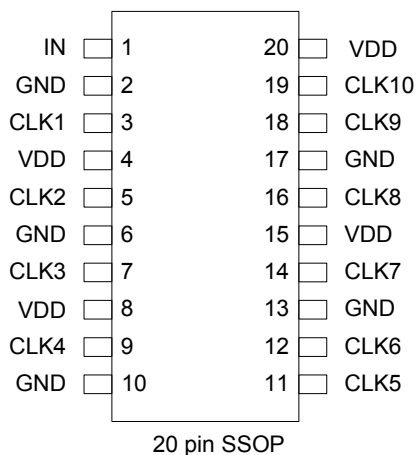 IN 1 20 VDD
GND 2 19 CLK10
CLK1 3 18 CLK9
VDD 4 17 GND
CLK2 5 16 CLK8
GND 6 15 VDD
CLK3 7 14 CLK7
VDD 8 13 GND
CLK4 9 12 CLK6
GND 10 11 CLK5
20 pin SSOP